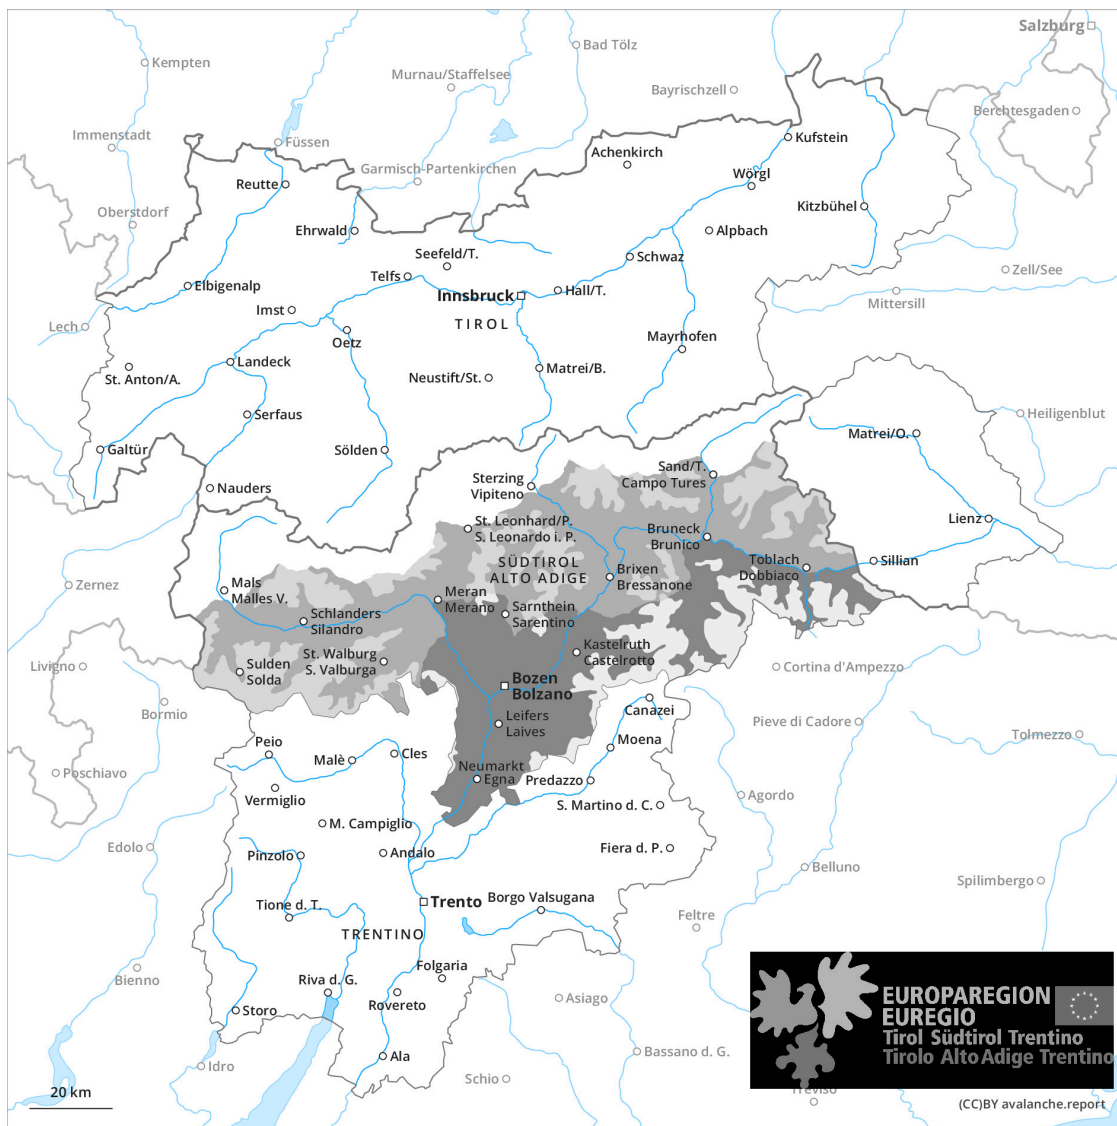 Salzburg
Bad Tölz
Kempten
Murnau/Staffelsee
Bayrischzell
Berchtesgaden
Immenstadt
Füssen
Kufstein
Achenkirch
Garmisch-Partenkirchen
Wörgl
Reutte
Kitzbühel
Oberstdorf
Ehrwald
Alpbach
Seefeld/T.
Schwaz
Zell/See
Telfs
Elbigenalp
Hall/T.
Innsbruck
Mittersill
Imst
TIROL
Lech
Oetz
Mayrhofen
Landeck
Matrei/B.
St. Anton/A.
Neustift/St.
Serfaus
Heiligenblut
Matrei/O.
Galtür
Sölden
Sand/T.
Campo Tures
Sterzing
Vipiteno
Nauders
Lienz
St. Leonhard/P.
S. Leonardo i. P.
Bruneck
Brunico
SÜDTIROL
ALTO ADIGE
Toblach
Dobbiaco
Sillian
Brixen
Bressanone
Zernez
Mals
Malles V.
Meran
Merano
Schlanders
Silandro
Sarnthein
Sarentino
Kastelruth
Castelrotto
St. Walburg
S. Valburga
Livigno
Sulden
Solda
Cortina d'Ampezzo
Bozen
Bolzano
Bormio
Canazei
Leifers
Laives
Pieve di Cadore
Tolmezzo
Peio
Moena
Cles
Malè
Neumarkt
Egna
Poschiavo
Predazzo
Vermiglio
Agordo
S. Martino d. C.
M. Campiglio
Edolo
Fiera d. P.
Andalo
Pinzolo
Belluno
Spilimbergo
Borgo Valsugana
Trento
Tione d. T.
Feltre
TRENTINO
Bienno
Folgaria
Riva d. G.
Rovereto
Asiago
Storo
EUROPAREGION
EUREGIO
Tirol Südtirol Trentino
Tirolo Alto Adige Trentino
Ala
Bassano d. G.
Idro
Schio
Treviso
20 km
(CC)BY avalanche.report